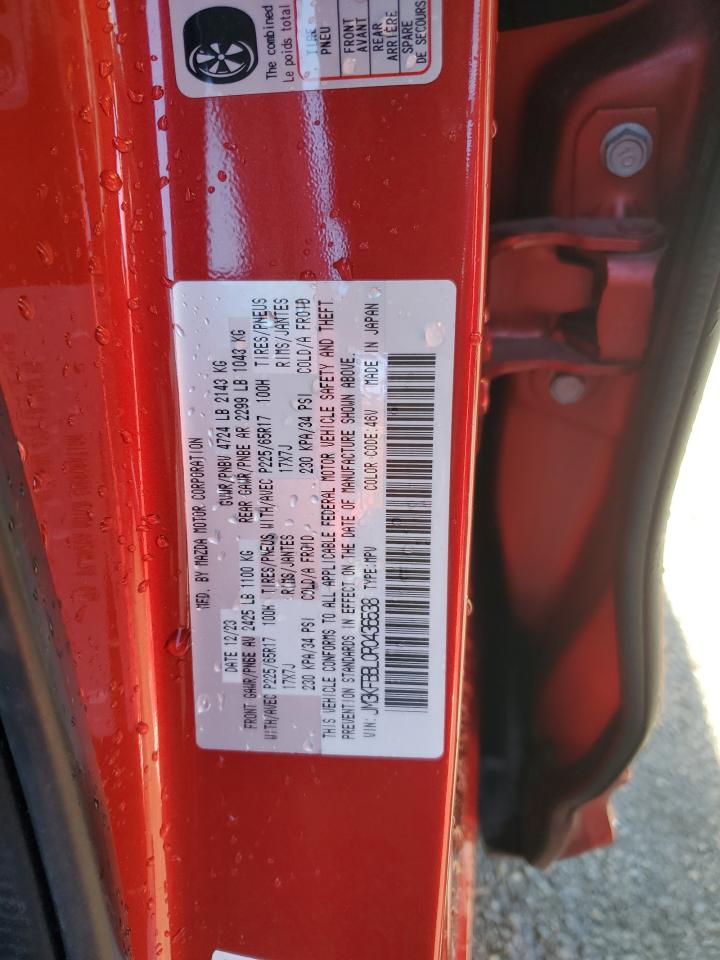 The combined
Le poids total
TIRE
PNEU
FRONT
AVANT
REAR
ARRIÈRE
SPARE
DE SECOURS
MFD. BY MAZDA MOTOR CORPORATION
DATE 12/23 GVWR/PNBV 4724 LB 2143 KG
FRONT GAWR/PNBE AV 2425 LB 1100 KG REAR GAWR/PNBE AR 2299 LB 1043 KG
WITH/AVEC P225/65R17 100H TIRES/PNEUS WITH/AVEC P225/65R17 100H TIRES/PNEUS
17X7J RIMS/JANTES 17X7J RIMS/JANTES
230 KPA/34 PSI COLD/A FROID 230 KPA/34 PSI COLD/A FROID
THIS VEHICLE CONFORMS TO ALL APPLICABLE FEDERAL MOTOR VEHICLE SAFETY AND THEFT
PREVENTION STANDARDS IN EFFECT ON THE DATE OF MANUFACTURE SHOWN ABOVE.
VIN: JM3KFBBL0R0436538 TYPE:MPV COLOR-CODE:46V MADE IN JAPAN